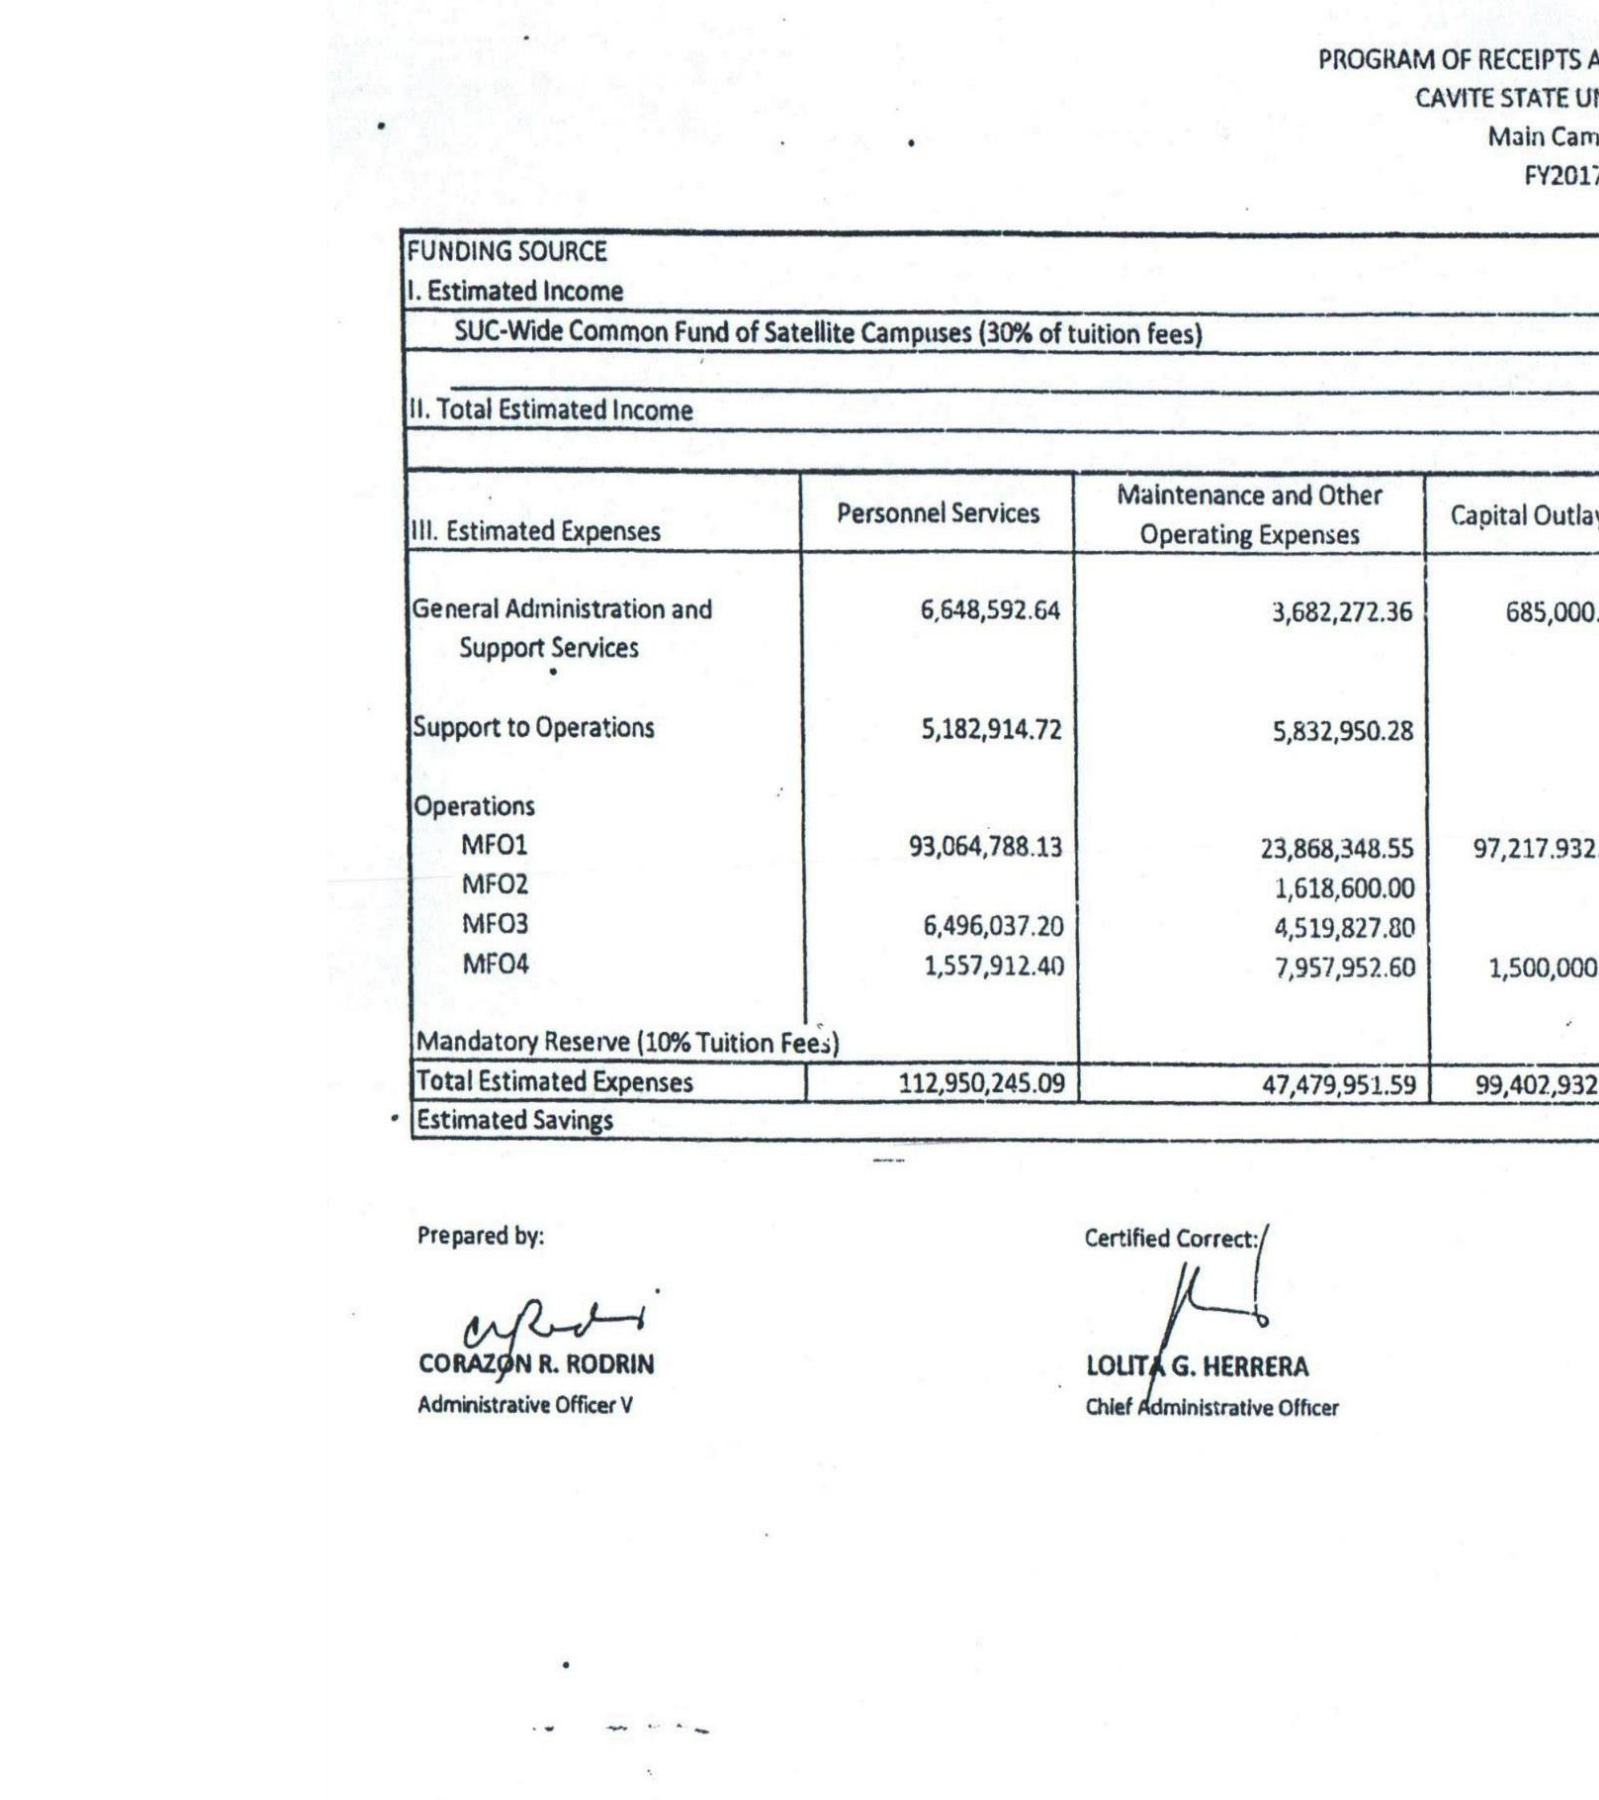 PROGRAM OF RECEIPTS A
CAVITE STATE UN
Main Cam
FY2017
FUNDING SOURCE
I. Estimated Income
SUC-Wide Common Fund of Satellite Campuses (30% of tuition fees)
II. Total Estimated Income
III. Estimated Expenses Personnel Services Maintenance and Other Operating Expenses Capital Outlay
General Administration and 6,648,592.64 3,682,272.36 685,000.
Support Services
Support to Operations 5,182,914.72 5,832,950.28
Operations
MFO1 93,064,788.13 23,868,348.55 97,217.932.
MFO2 1,618,600.00
MFO3 6,496,037.20 4,519,827.80
MFO4 1,557,912.40 7,957,952.60 1,500,000
Mandatory Reserve (10% Tuition Fees)
Total Estimated Expenses 112,950,245.09 47,479,951.59 99,402,932
Estimated Savings
Prepared by: Certified Correct:
CORAZON R. RODRIN LOLITA G. HERRERA
Administrative Officer V Chief Administrative Officer